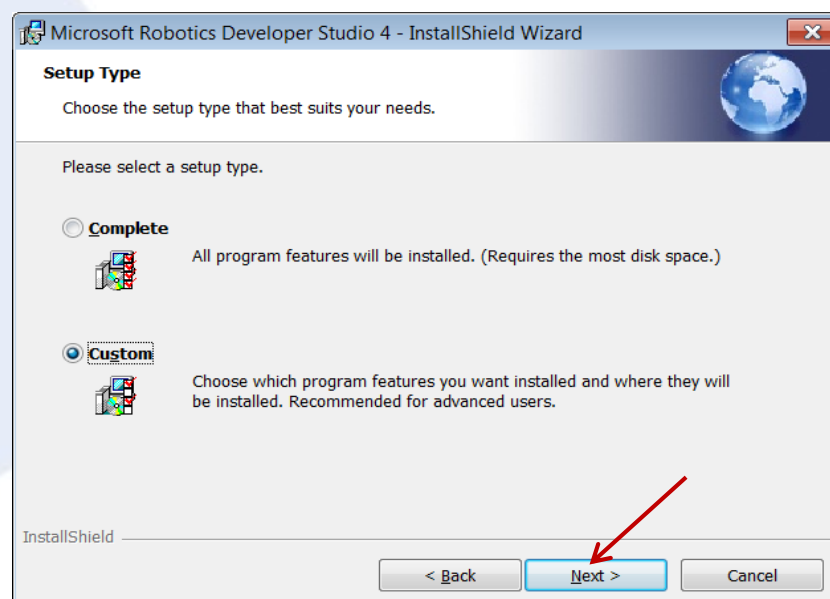 Microsoft Robotics Developer Studio 4 - InstallShield Wizard
Setup Type
Choose the setup type that best suits your needs.
Please select a setup type.
Complete
All program features will be installed. (Requires the most disk space.)
Custom
Choose which program features you want installed and where they will
be installed. Recommended for advanced users.
InstallShield
< Back Next > Cancel